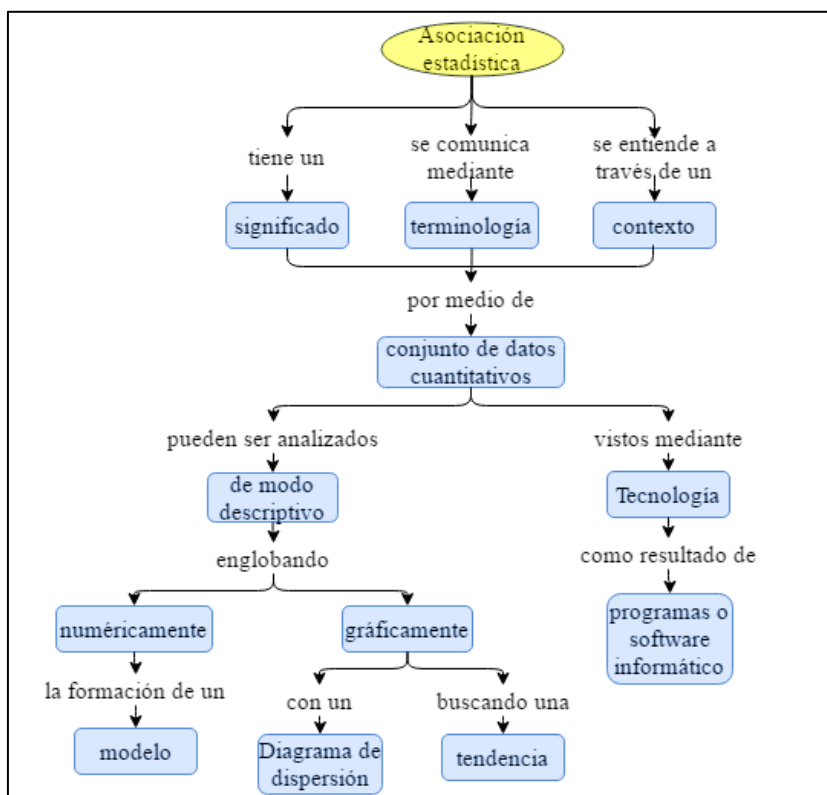 Asociación
estadística
tiene un
se comunica
mediante
se entiende a
través de un
significado
terminología
contexto
por medio de
conjunto de datos
cuantitativos
pueden ser analizados
vistos mediante
de modo
descriptivo
Tecnología
englobando
como resultado de
numéricamente
gráficamente
programas o
software
informático
la formación de un
con un
buscando una
modelo
Diagrama de
dispersión
tendencia